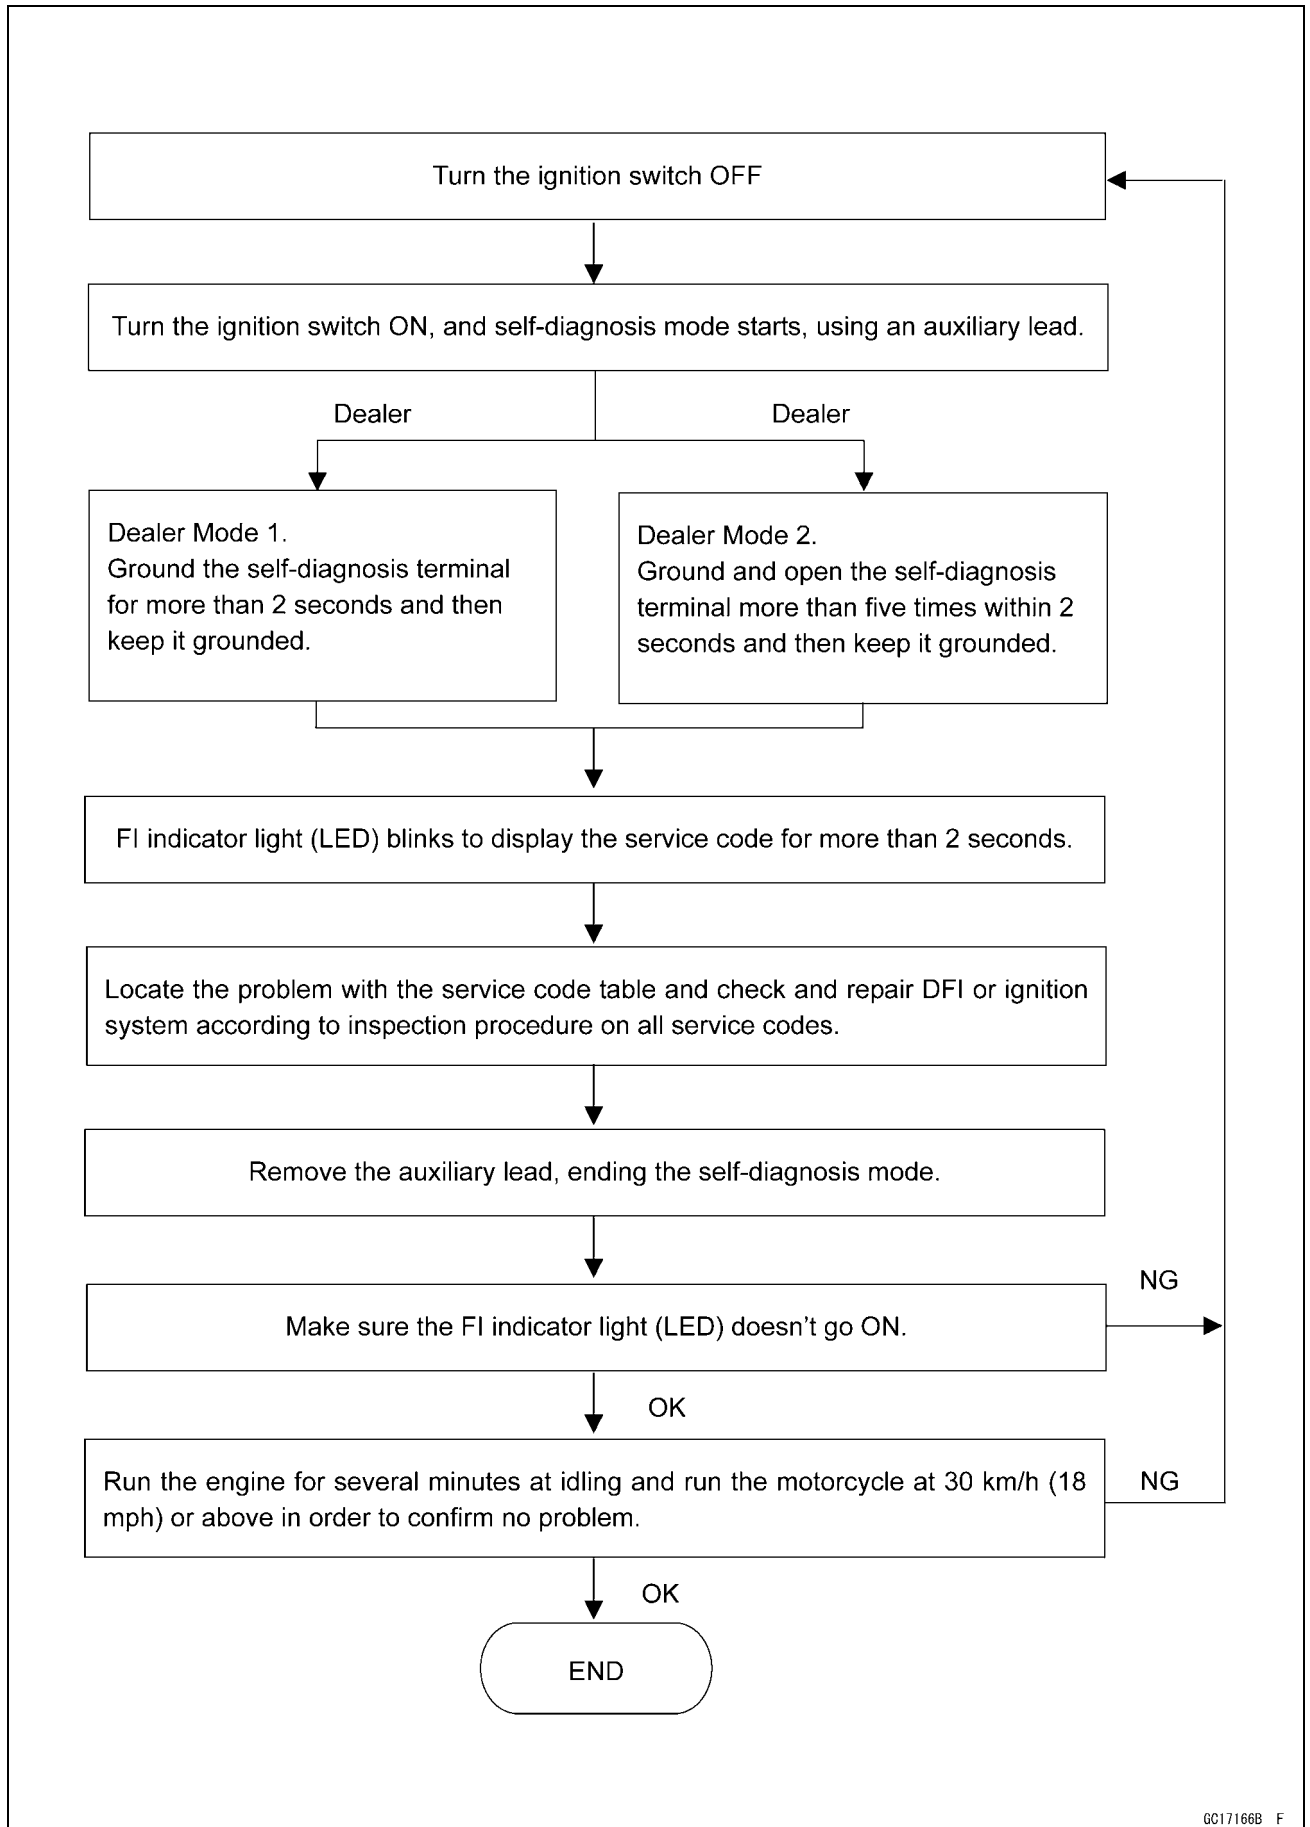 Turn the ignition switch OFF
Turn the ignition switch ON, and self-diagnosis mode starts, using an auxiliary lead.
Dealer
Dealer
Dealer Mode 1.
Ground the self-diagnosis terminal
for more than 2 seconds and then
keep it grounded.
Dealer Mode 2.
Ground and open the self-diagnosis
terminal more than five times within 2
seconds and then keep it grounded.
FI indicator light (LED) blinks to display the service code for more than 2 seconds.
Locate the problem with the service code table and check and repair DFI or ignition
system according to inspection procedure on all service codes.
Remove the auxiliary lead, ending the self-diagnosis mode.
NG
Make sure the FI indicator light (LED) doesn't go ON.
OK
Run the engine for several minutes at idling and run the motorcycle at 30 km/h (18
mph) or above in order to confirm no problem.
NG
OK
END
GC17166B F